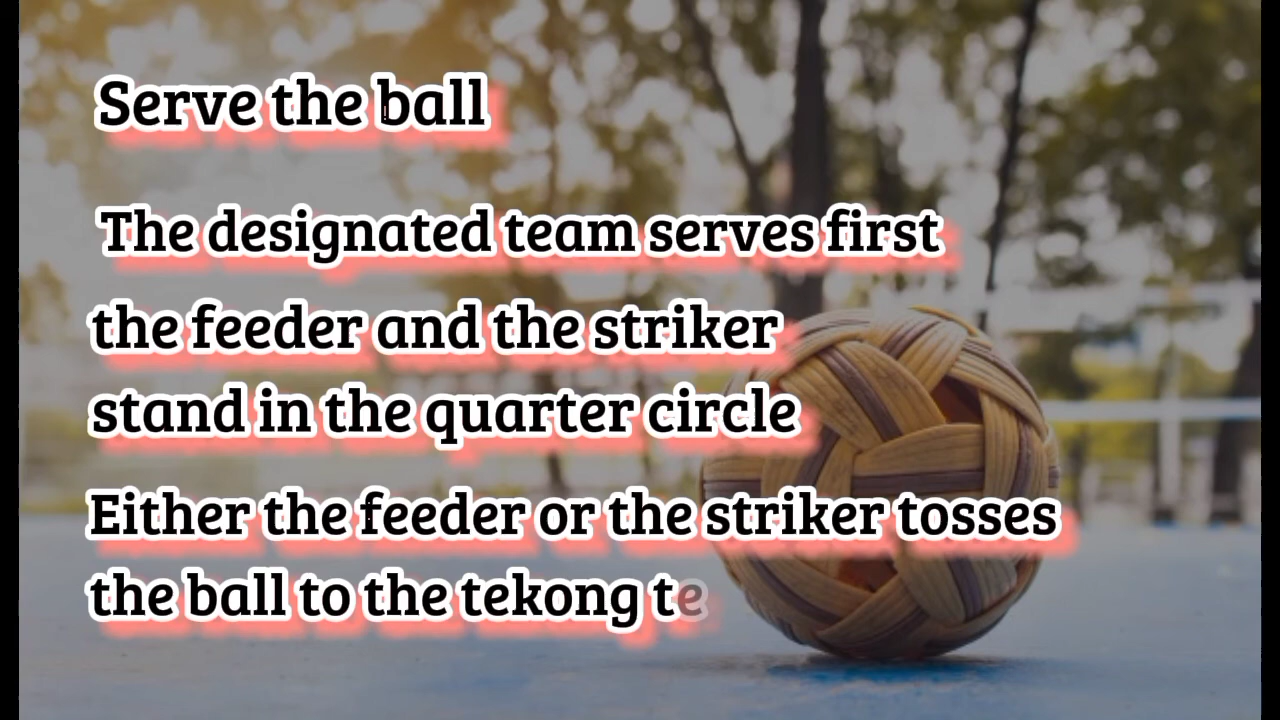 Serve the ball
The designated team serves first
the feeder and the striker
stand in the quarter circle
Either the feeder or the striker tosses
the ball to the tekong te